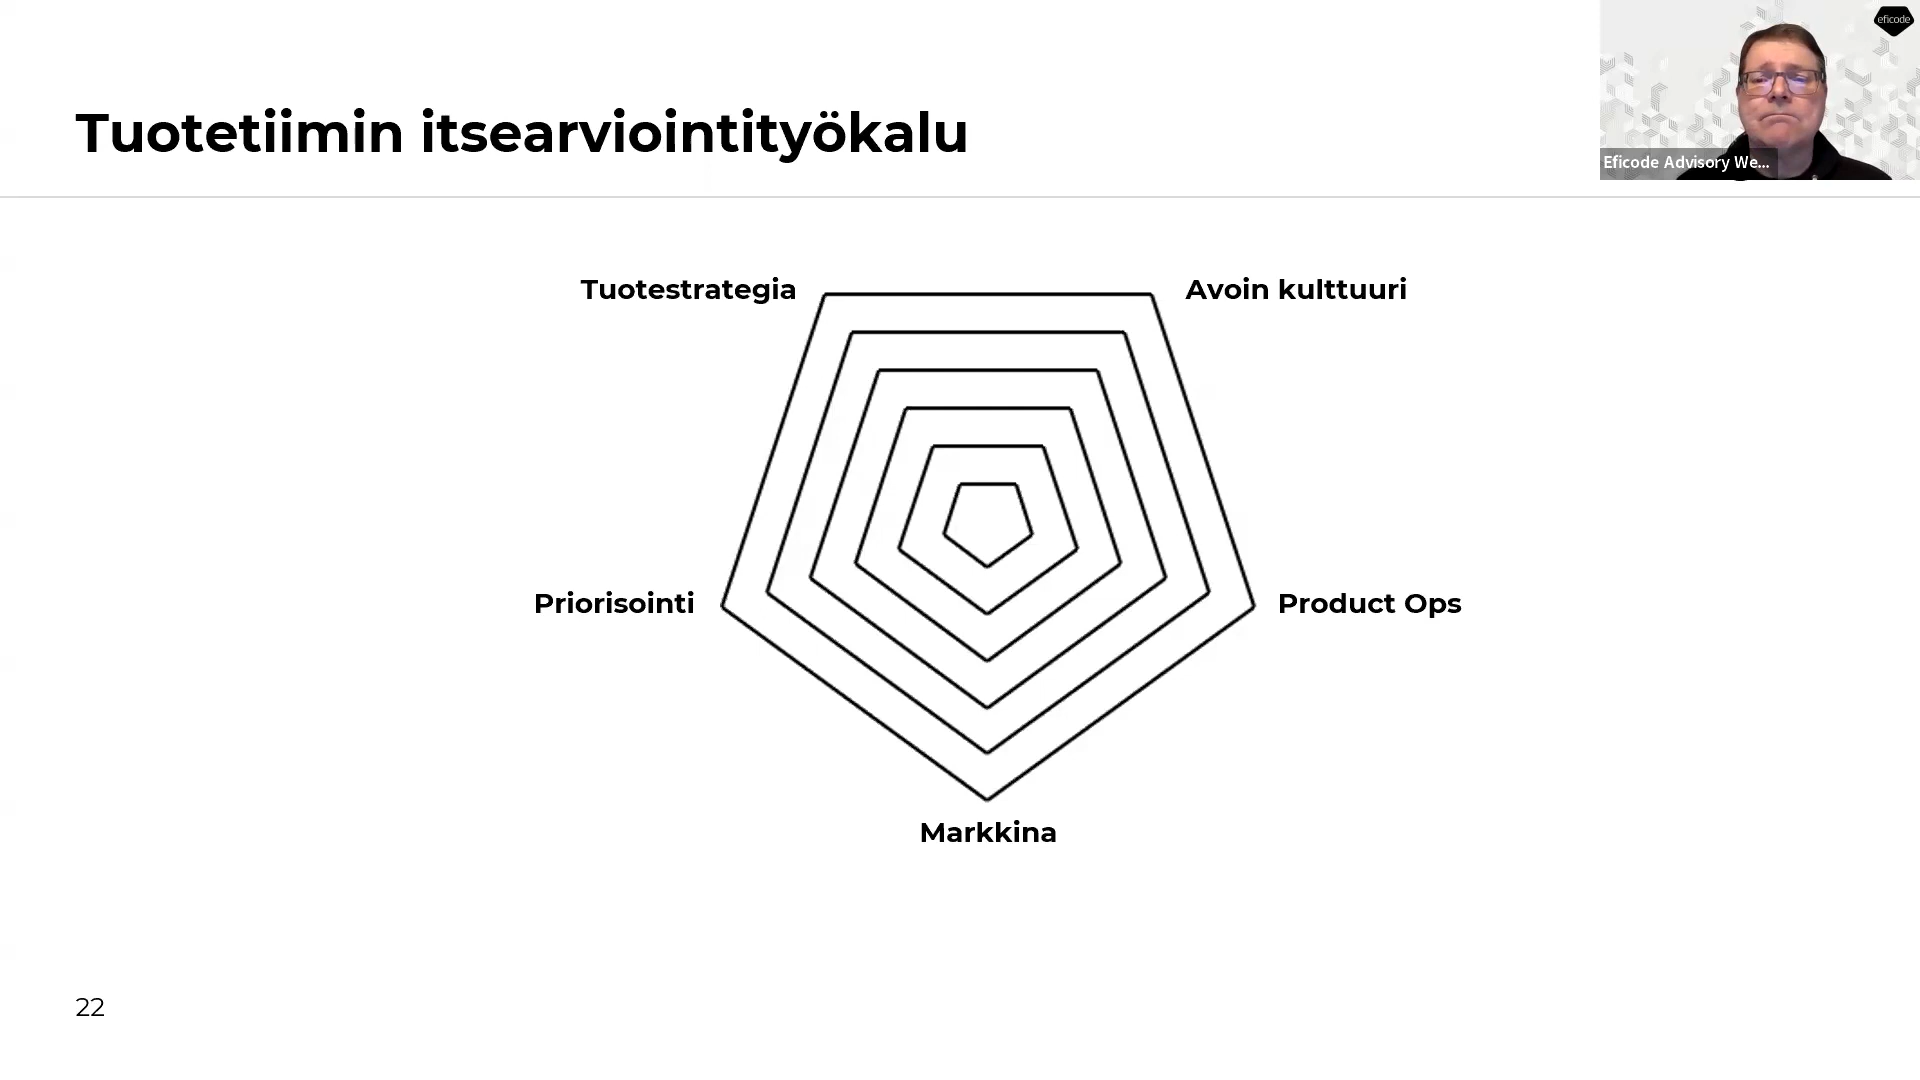 eficode
Tuotetiimin itsearviointityökalu
Eficode Advisory We...
Tuotestrategia
Avoin kulttuuri
Priorisointi
Product Ops
Markkina
22